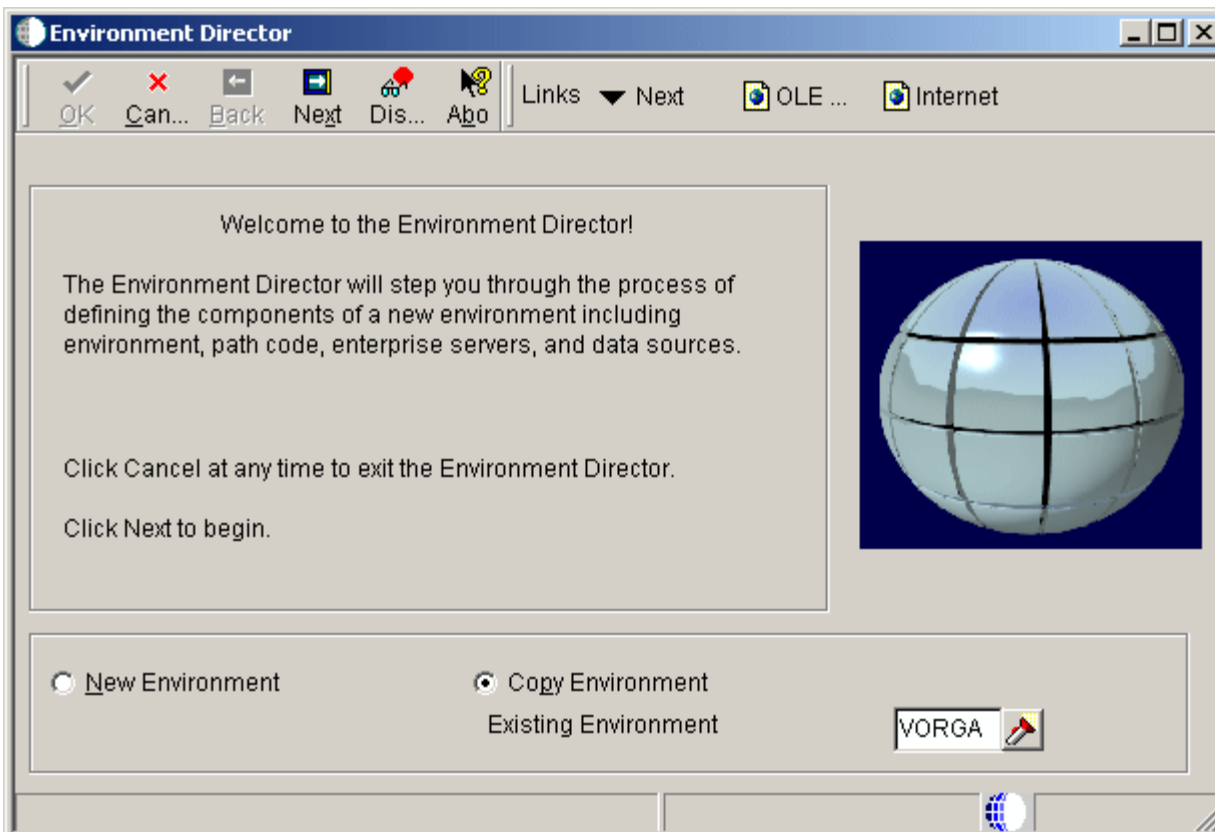 Environment Director
OK Can... Back Next Dis... Abo Links Next OLE ... Internet
Welcome to the Environment Director!
The Environment Director will step you through the process of
defining the components of a new environment including
environment, path code, enterprise servers, and data sources.
Click Cancel at any time to exit the Environment Director.
Click Next to begin.
New Environment Copy Environment
Existing Environment VORGA